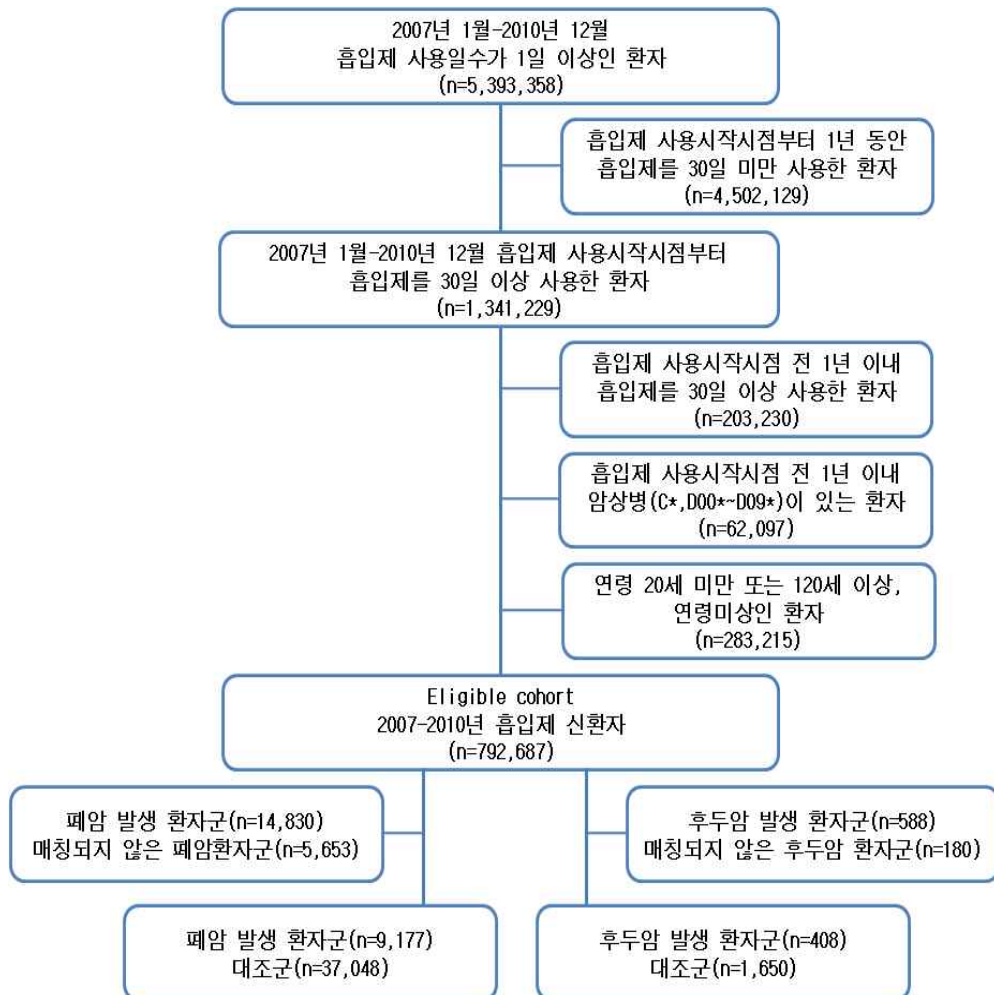 2007년 1월-2010년 12월
흡입제 사용일수가 1일 이상인 환자
(n=5,393,358)
흡입제 사용시작시점부터 1년 동안
흡입제를 30일 미만 사용한 환자
(n=4,502,129)
2007년 1월-2010년 12월 흡입제 사용시작시점부터
흡입제를 30일 이상 사용한 환자
(n=1,341,229)
흡입제 사용시작시점 전 1년 이내
흡입제를 30일 이상 사용한 환자
(n=203,230)
흡입제 사용시작시점 전 1년 이내
암상병(C*,D00*~D09*)이 있는 환자
(n=62,097)
연령 20세 미만 또는 120세 이상,
연령미상인 환자
(n=283,215)
Eligible cohort
2007-2010년 흡입제 신환자
(n=792,687)
폐암 발생 환자군(n=14,830)
매칭되지 않은 폐암환자군(n=5,653)
후두암 발생 환자군(n=588)
매칭되지 않은 후두암 환자군(n=180)
폐암 발생 환자군(n=9,177)
대조군(n=37,048)
후두암 발생 환자군(n=408)
대조군(n=1,650)